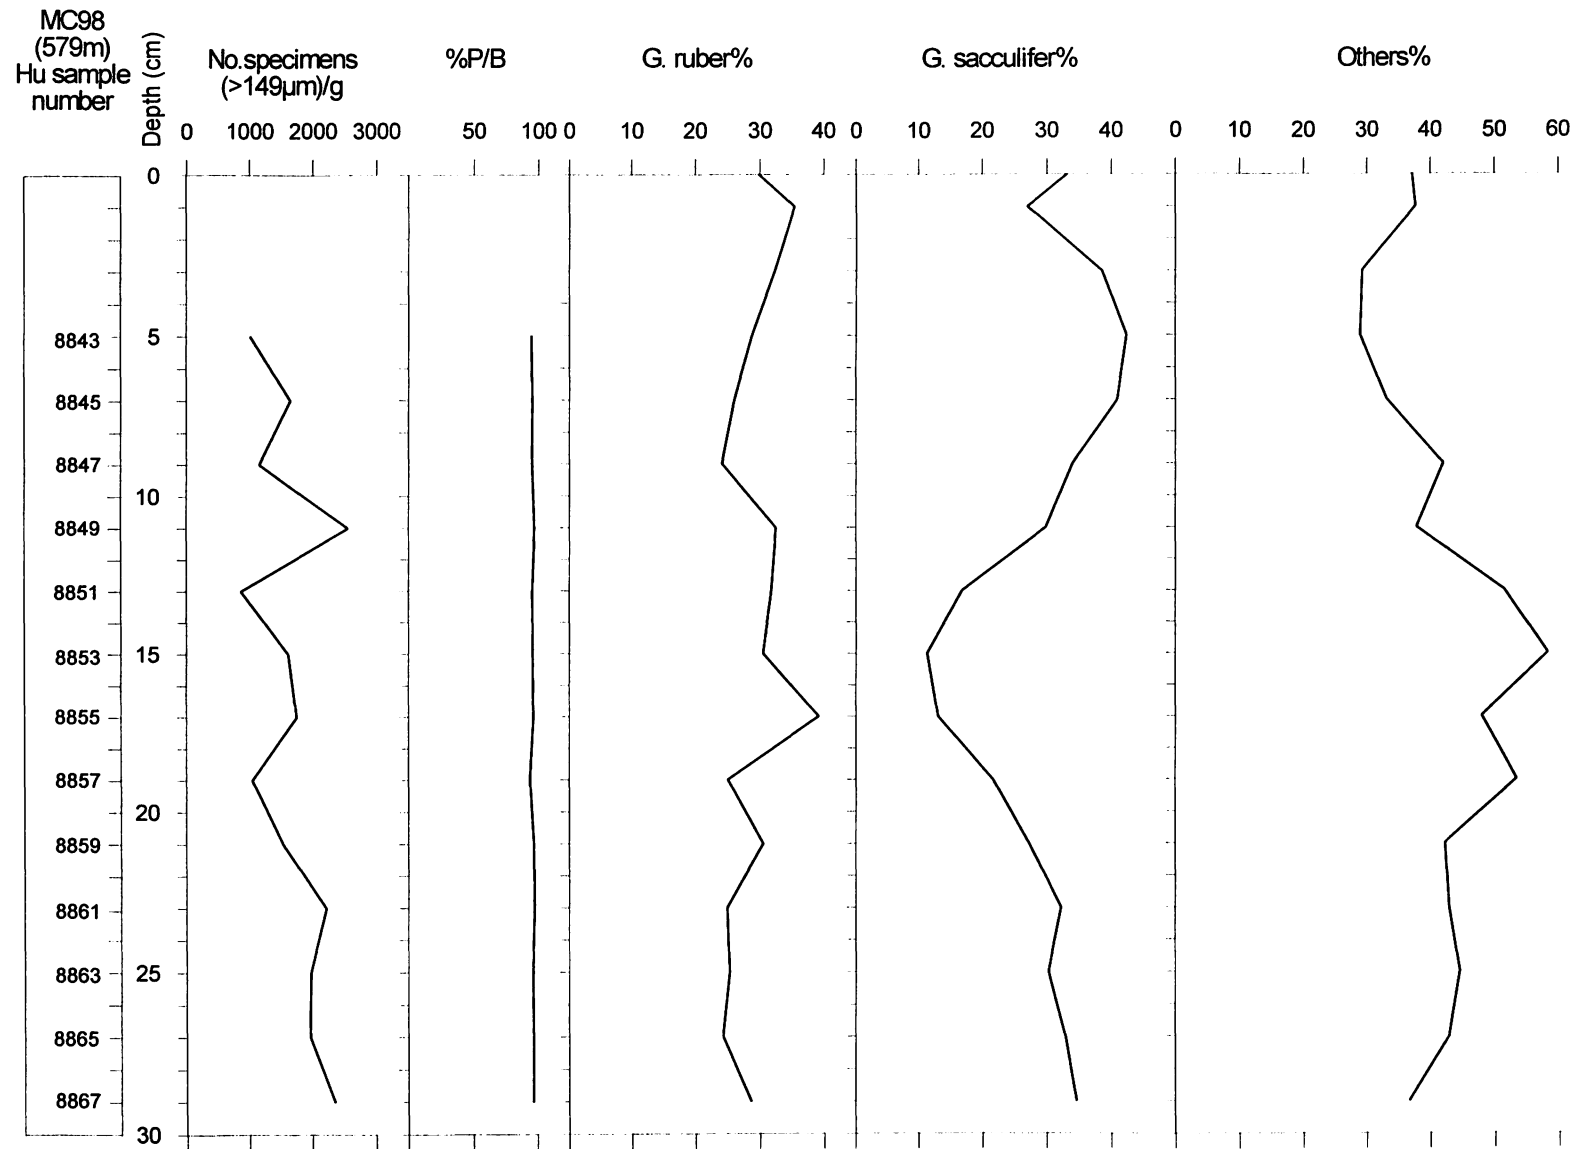 MC98
(579m)
Hu sample
number
Depth (cm)
No.specimens
(>149µm)/g
%P/B
G. ruber%
G. sacculifer%
Others%
0 1000 2000 3000
50 100
0 10 20 30 40
0 10 20 30 40
0 10 20 30 40 50 60
0
8843 5
8845
8847
10
8849
8851
8853 15
8855
8857
20
8859
8861
8863 25
8865
8867
30